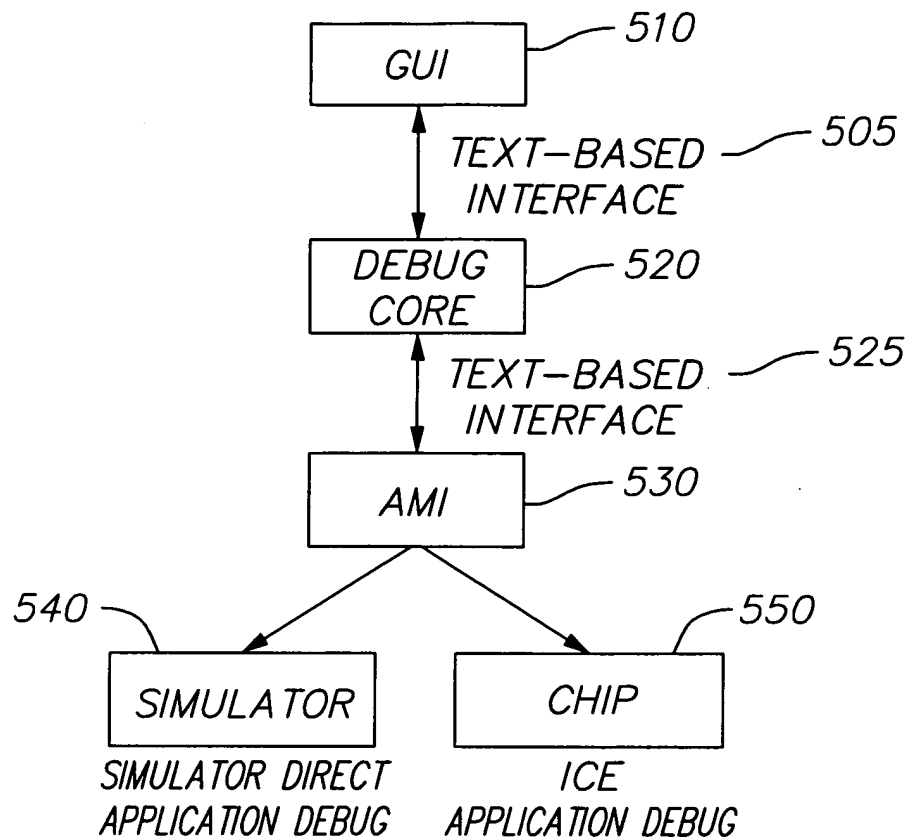 GUI
510
TEXT-BASED
INTERFACE
505
DEBUG
CORE
520
TEXT-BASED
INTERFACE
525
AMI
530
540
550
SIMULATOR
CHIP
SIMULATOR DIRECT
APPLICATION DEBUG
ICE
APPLICATION DEBUG